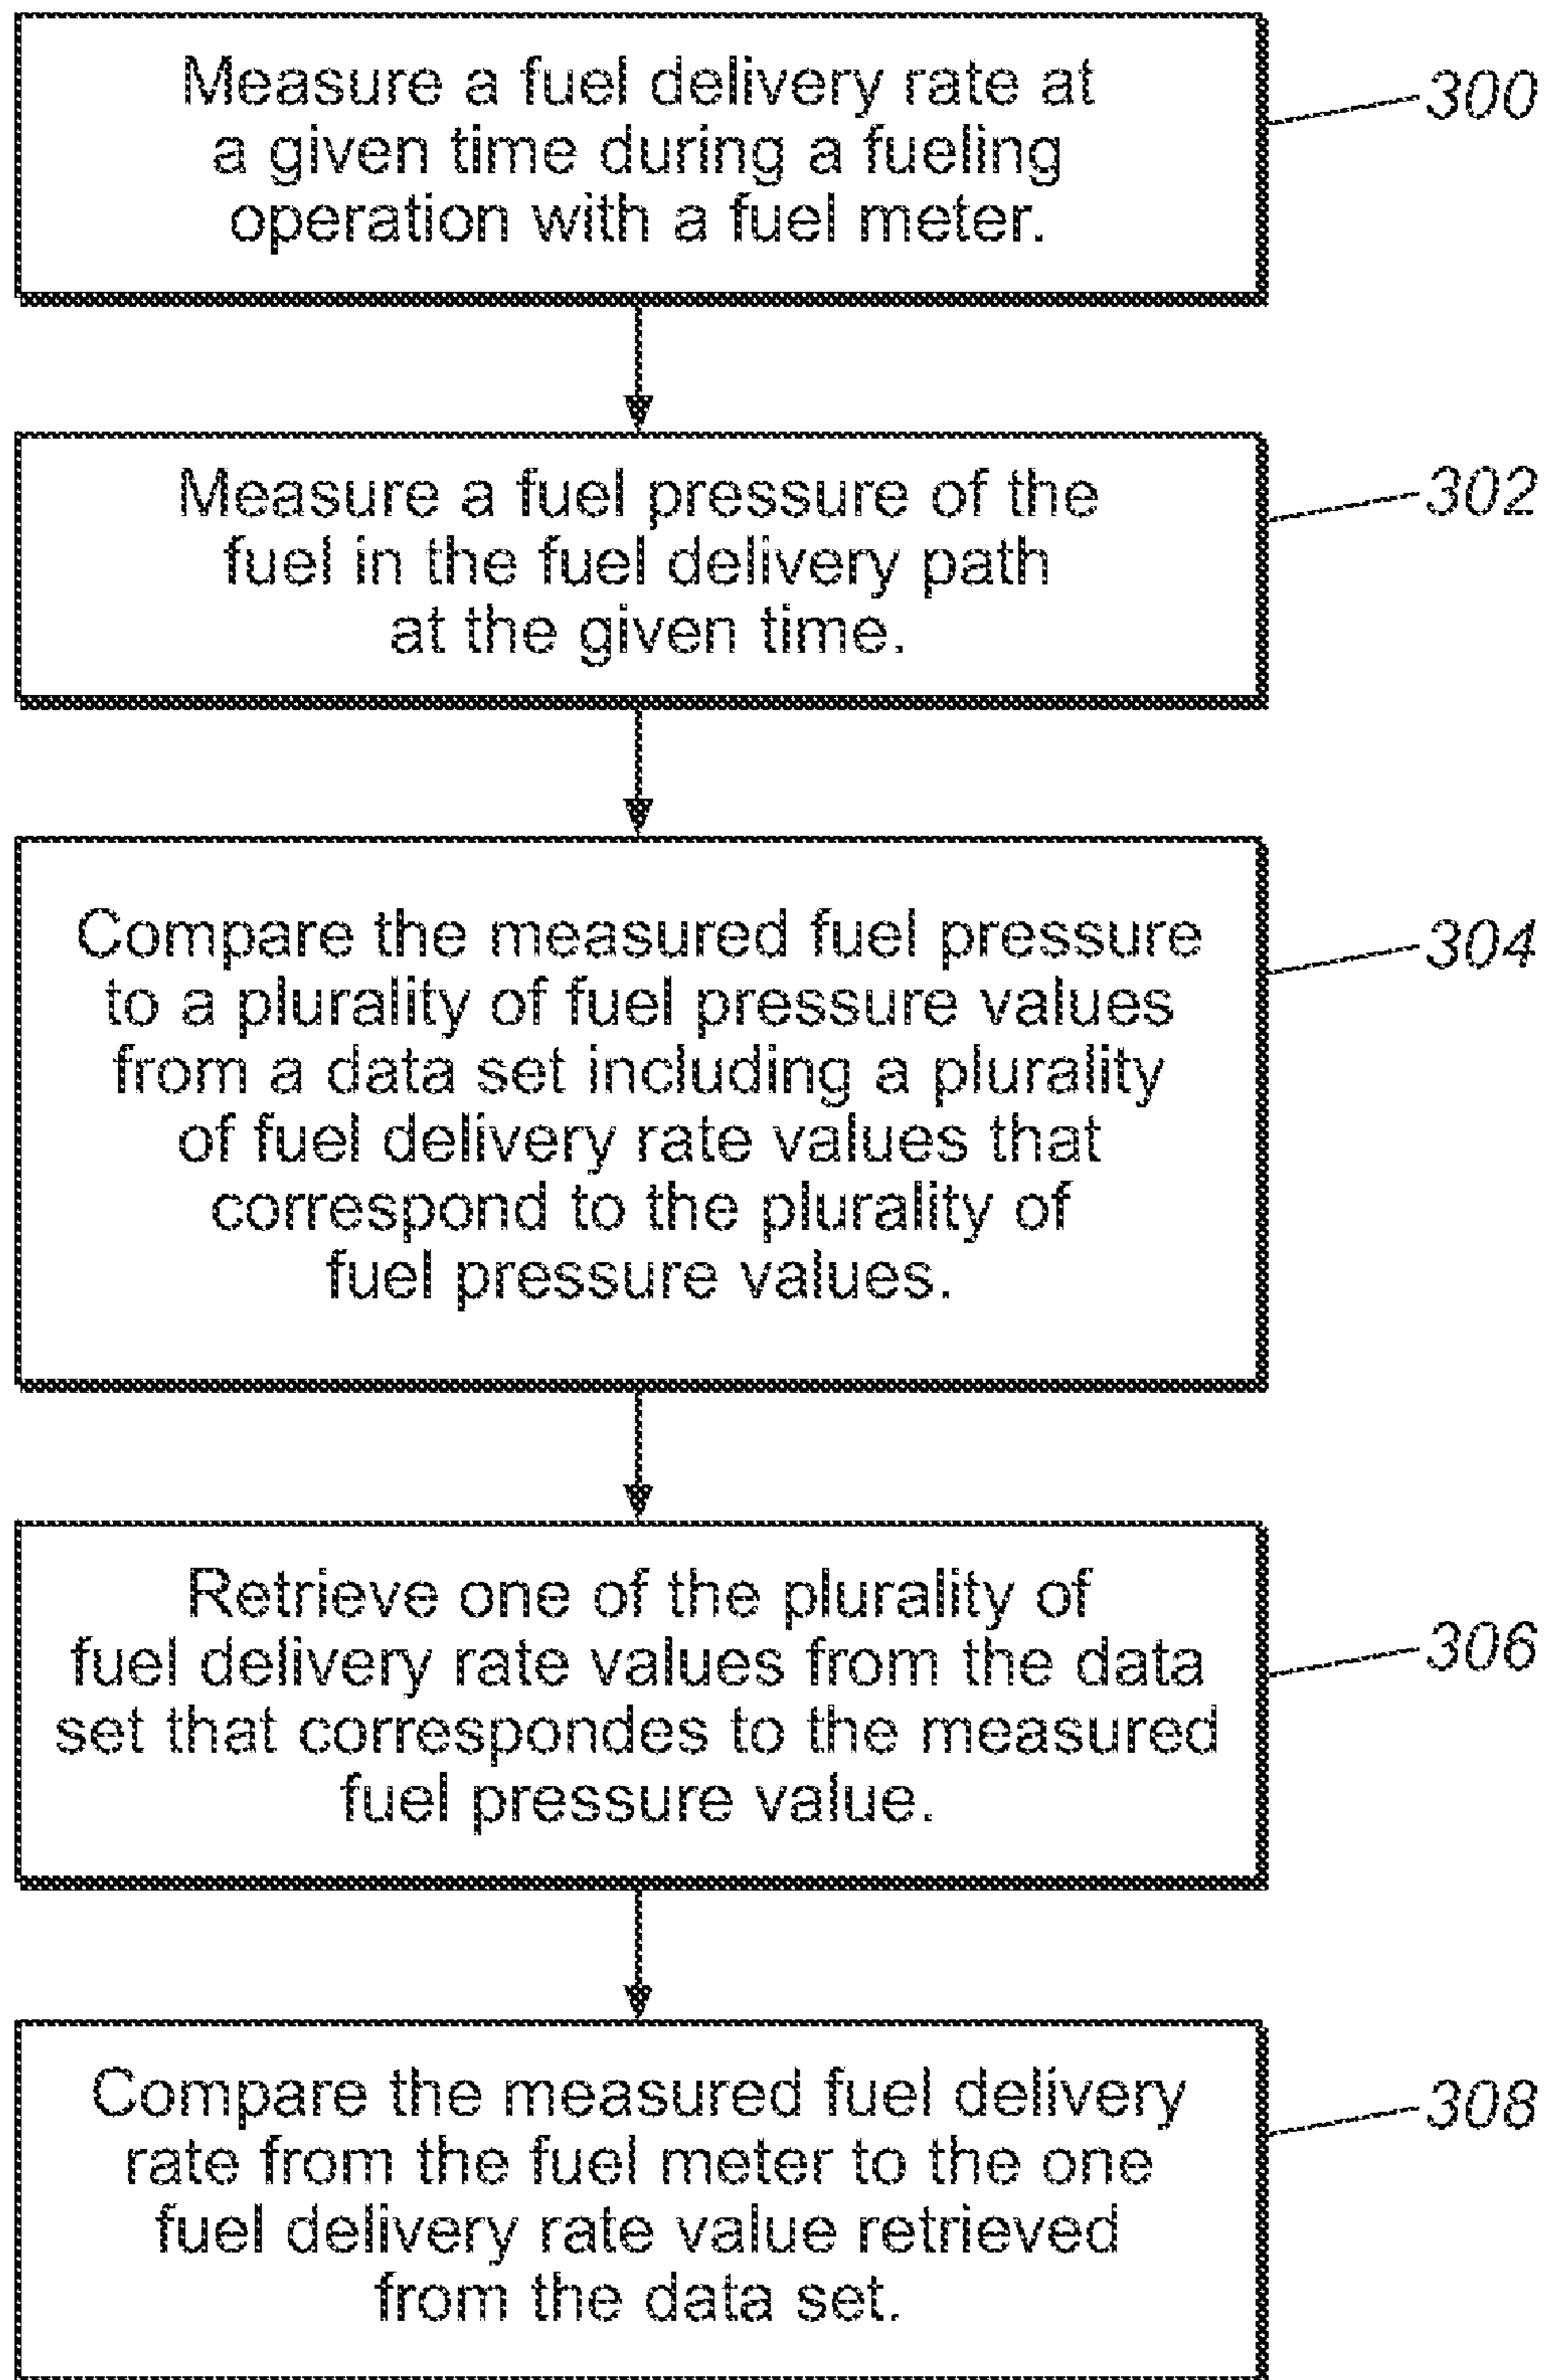 Measure a fuel delivery rate at
a given time during a fueling
operation with a fuel meter.
300
Measure a fuel pressure of the
fuel in the fuel delivery path
at the given time.
302
Compare the measured fuel pressure
to a plurality of fuel pressure values
from a data set including a plurality
of fuel delivery rate values that
correspond to the plurality of
fuel pressure values.
304
Retrieve one of the plurality of
fuel delivery rate values from the data
set that correspondes to the measured
fuel pressure value.
306
Compare the measured fuel delivery
rate from the fuel meter to the one
fuel delivery rate value retrieved
from the data set.
308